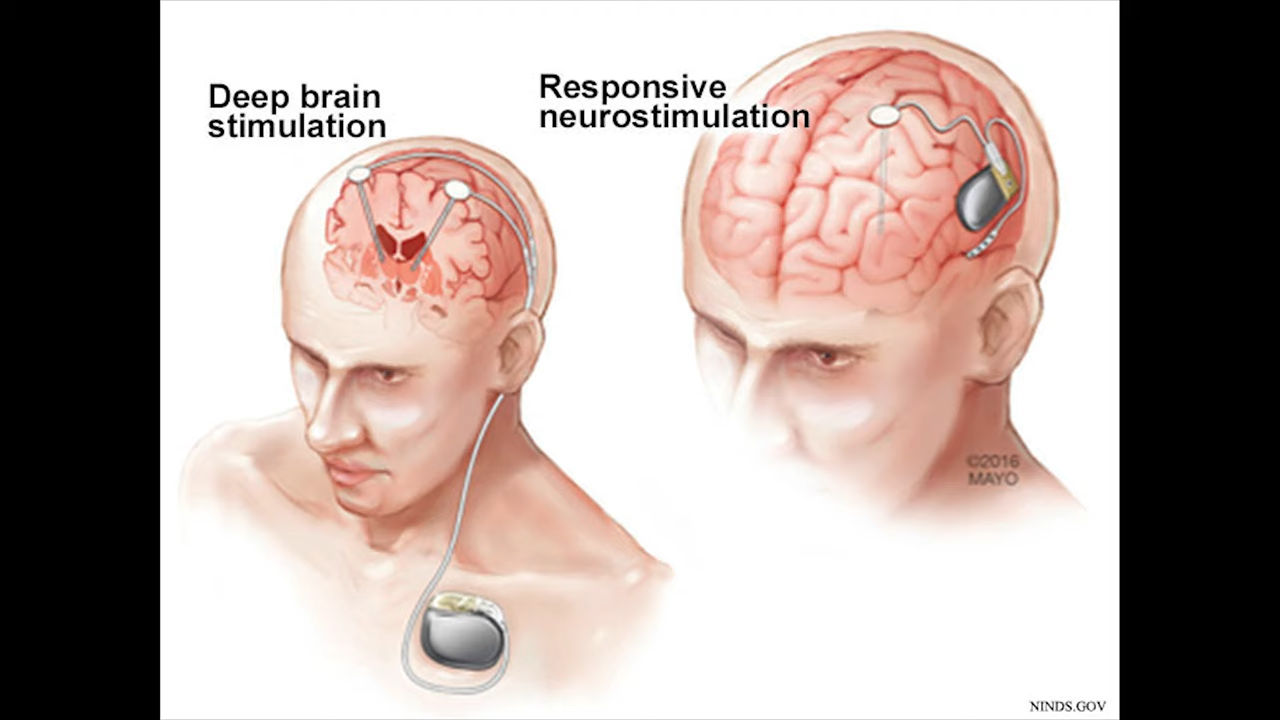 Deep brain
stimulation
Responsive
neurostimulation
©2016
MAYO
NINDS.GOV